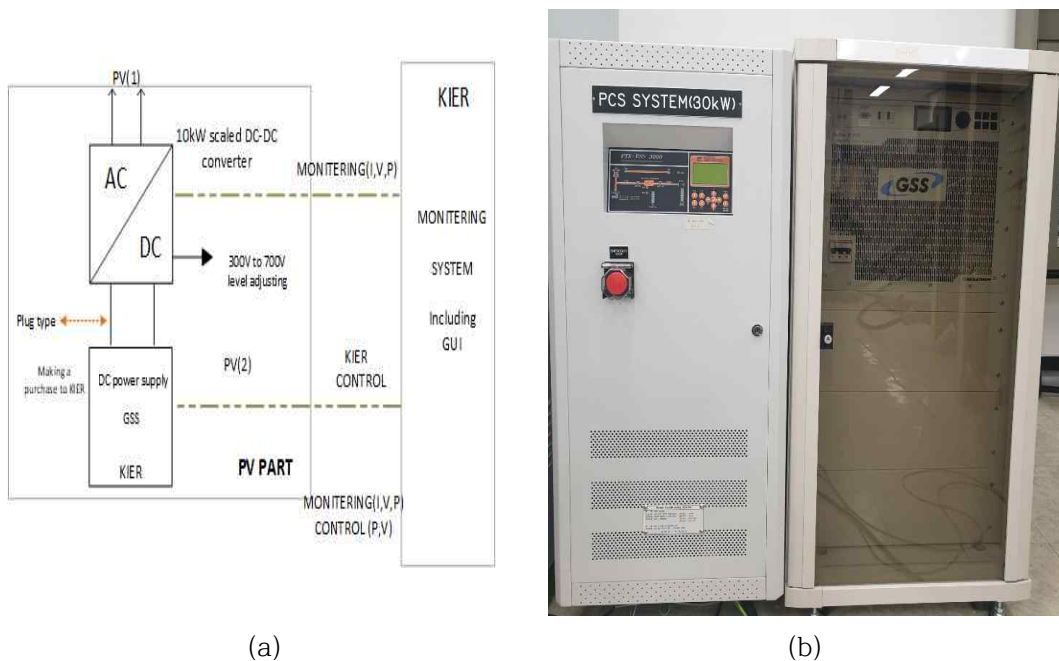 PV(1)
10kW scaled DC-DC
converter
AC
DC
300V to 700V
level adjusting
Plug type
Making a
purchase to KIER
DC power supply
GSS
KIER
PV(2)
PV PART
MONITERING(I,V,P)
KIER
CONTROL
MONITERING(I,V,P)
CONTROL (P,V)
KIER
MONITERING
SYSTEM
Including
GUI
(a)
PCS SYSTEM(30kW)
GSS
(b)